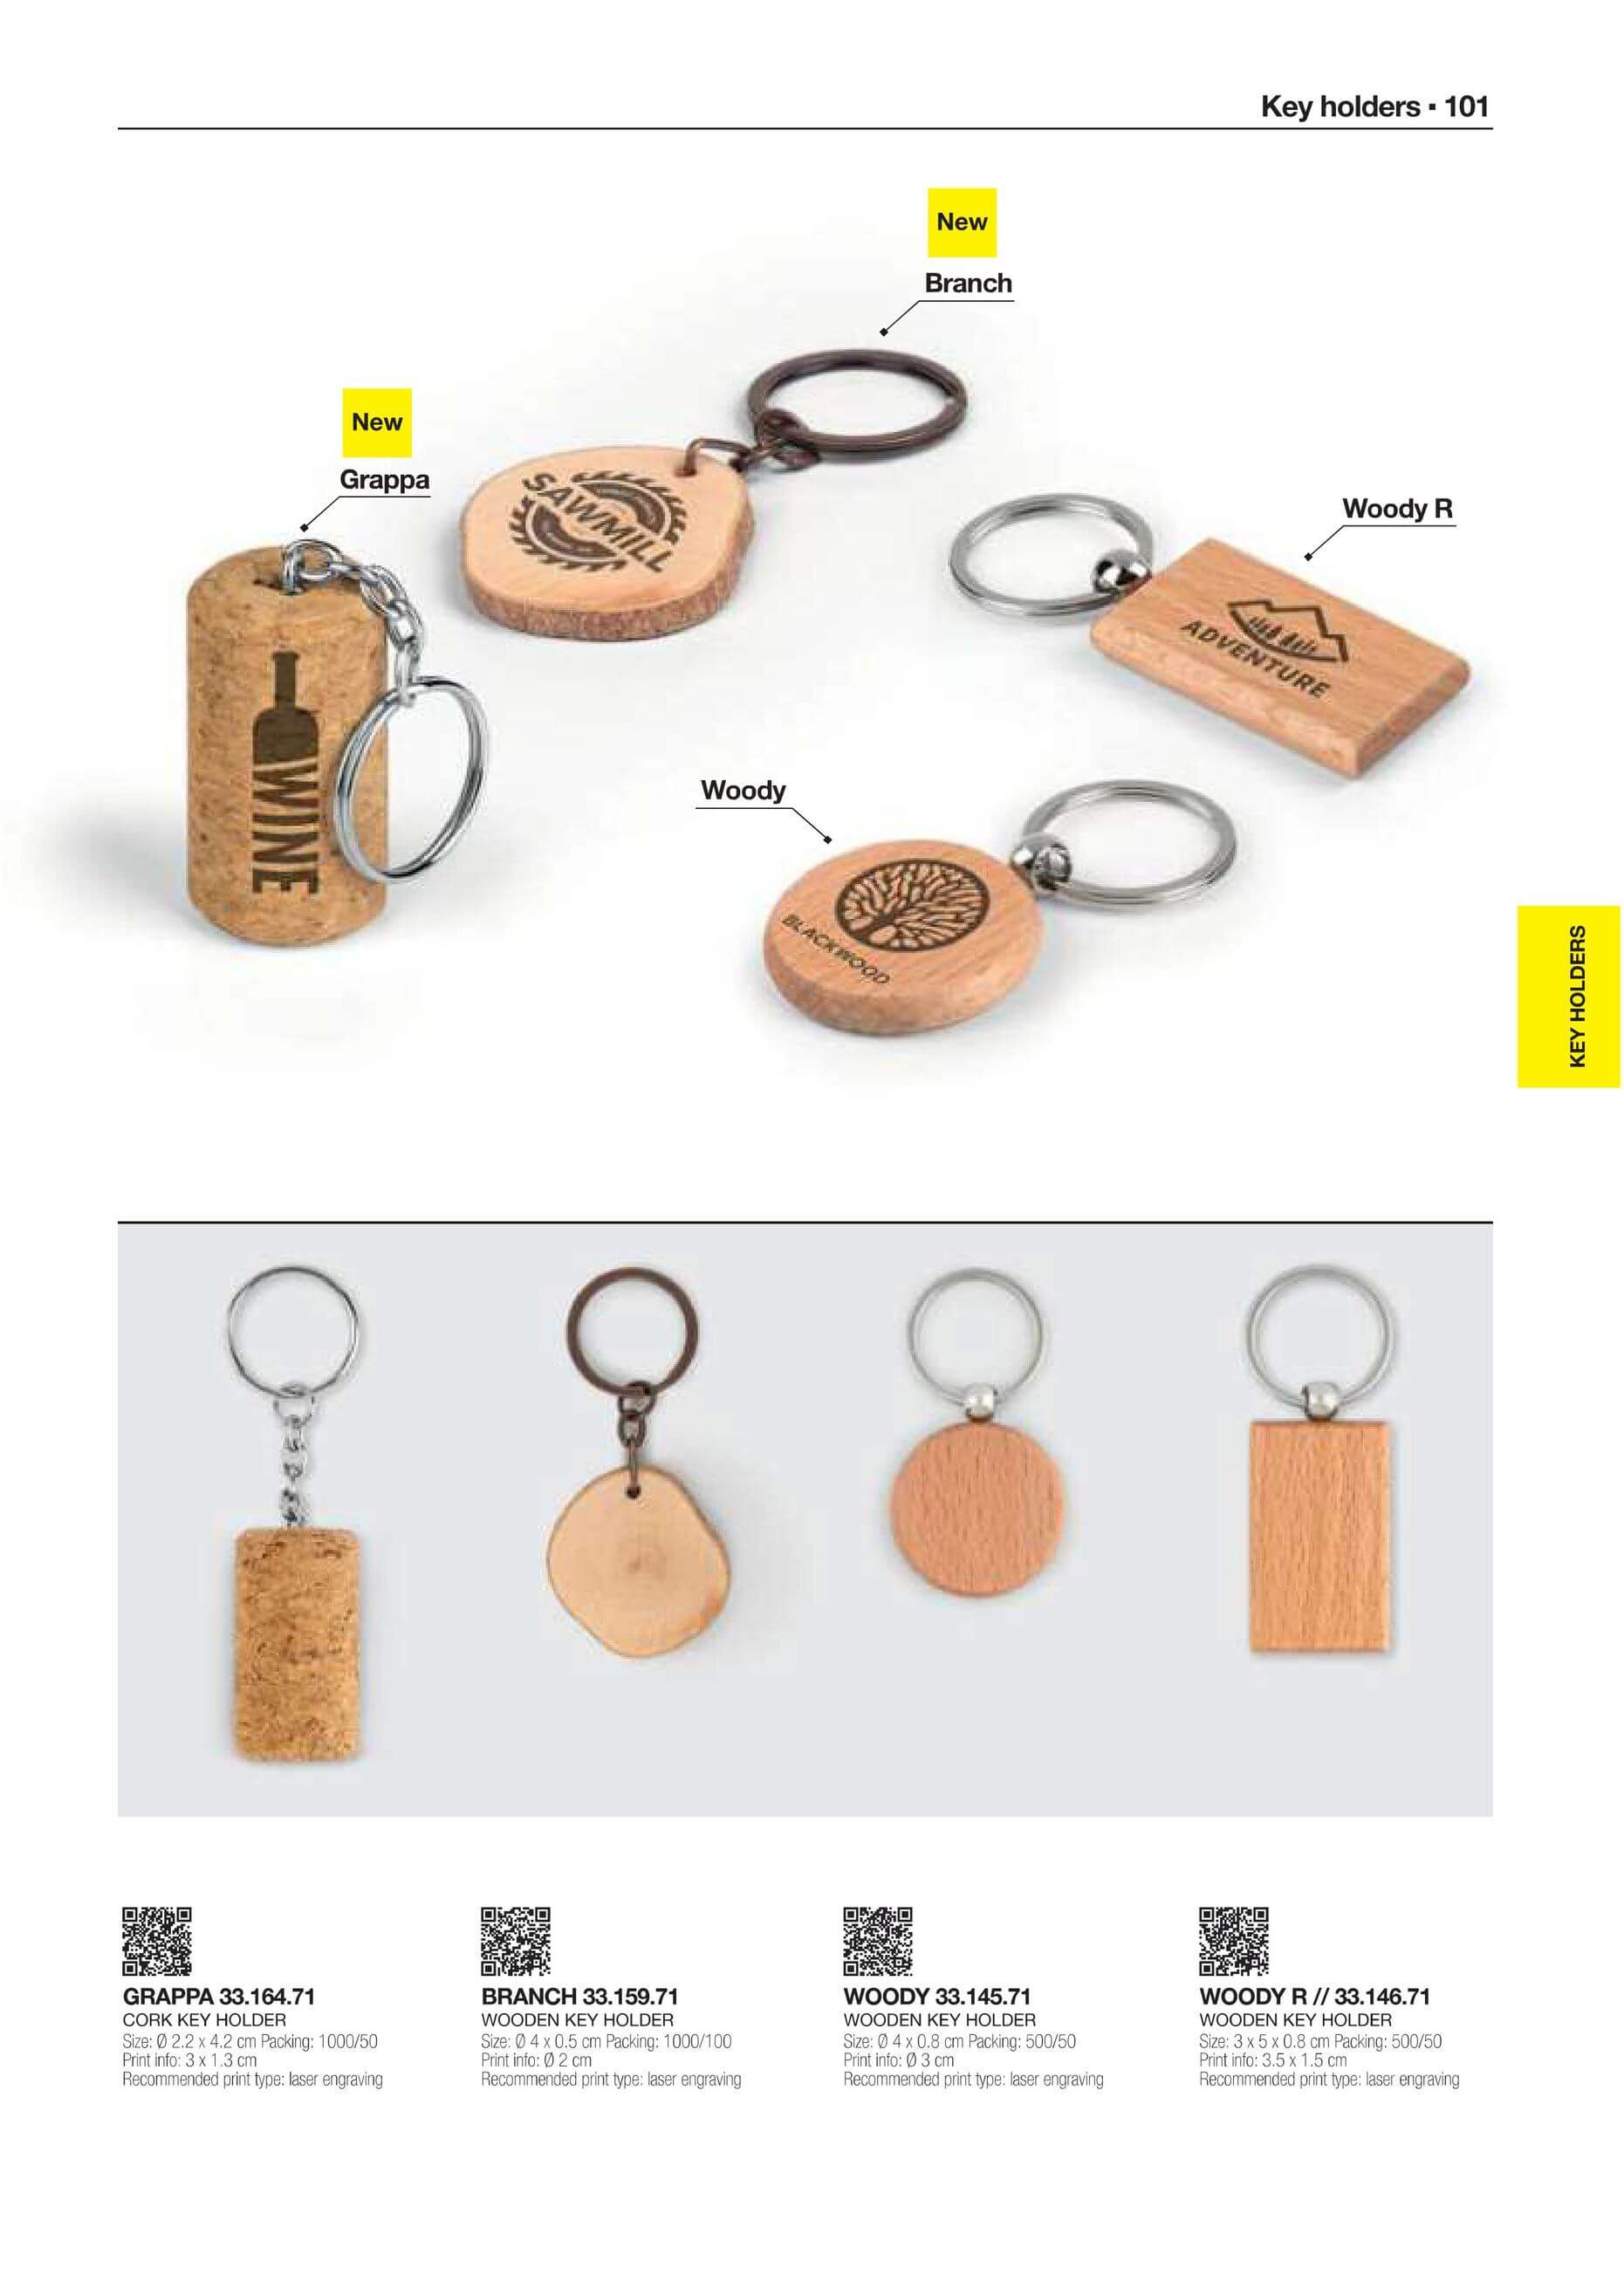 Key holders ▪ 101
New
Branch
New
Grappa
SAWMILL
Woody R
ADVENTURE
WINE
Woody
BLACKWOOD
KEY HOLDERS
GRAPPA 33.164.71
CORK KEY HOLDER
Size: Ø 2.2 x 4.2 cm Packing: 1000/50
Print info: 3 x 1.3 cm
Recommended print type: laser engraving
BRANCH 33.159.71
WOODEN KEY HOLDER
Size: Ø 4 x 0.5 cm Packing: 1000/100
Print info: Ø 2 cm
Recommended print type: laser engraving
WOODY 33.145.71
WOODEN KEY HOLDER
Size: Ø 4 x 0.8 cm Packing: 500/50
Print info: Ø 3 cm
Recommended print type: laser engraving
WOODY R // 33.146.71
WOODEN KEY HOLDER
Size: 3 x 5 x 0.8 cm Packing: 500/50
Print info: 3.5 x 1.5 cm
Recommended print type: laser engraving